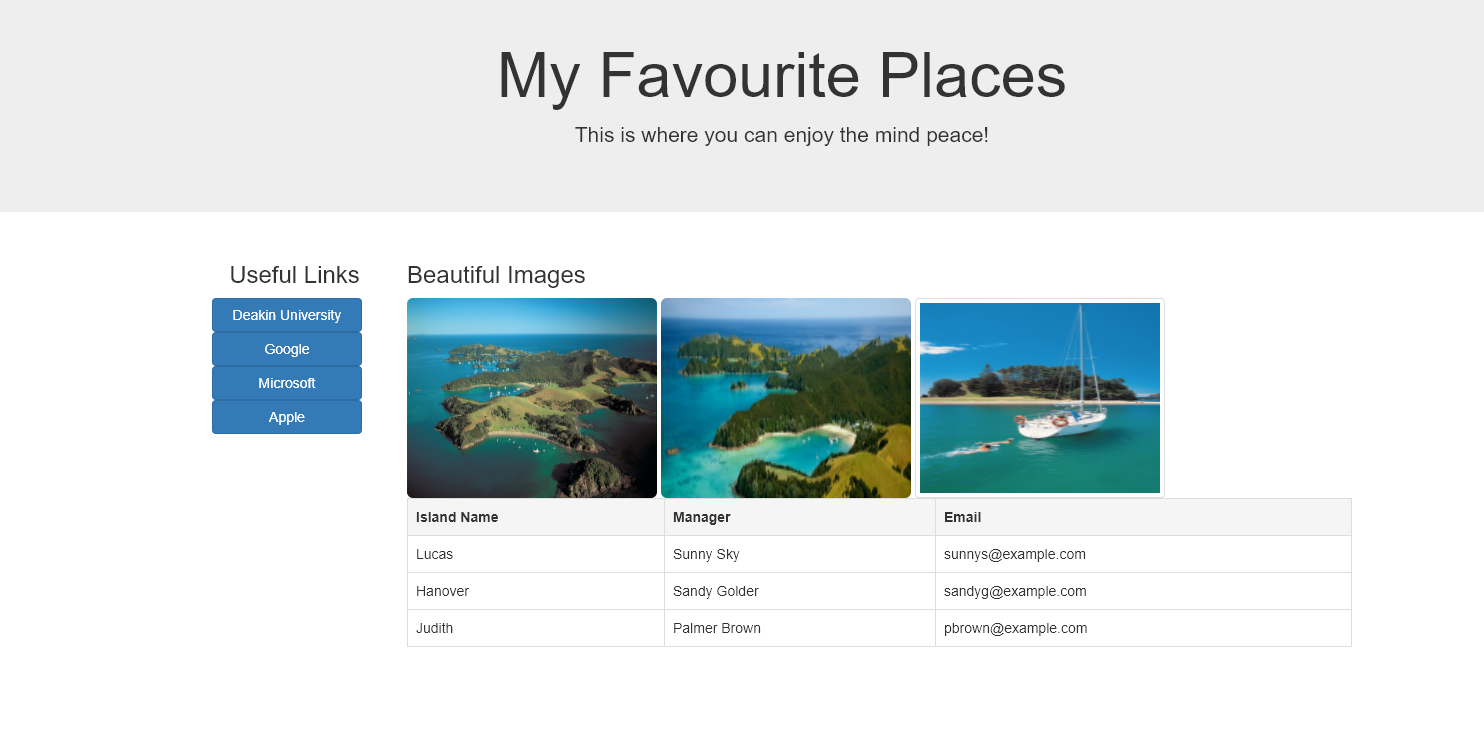 My Favourite Places
This is where you can enjoy the mind peace!
Useful Links
Deakin University
Google
Microsoft
Apple
Beautiful Images
Island Name Manager Email
Lucas Sunny Sky sunnys@example.com
Hanover Sandy Golder sandyg@example.com
Judith Palmer Brown pbrown@example.com